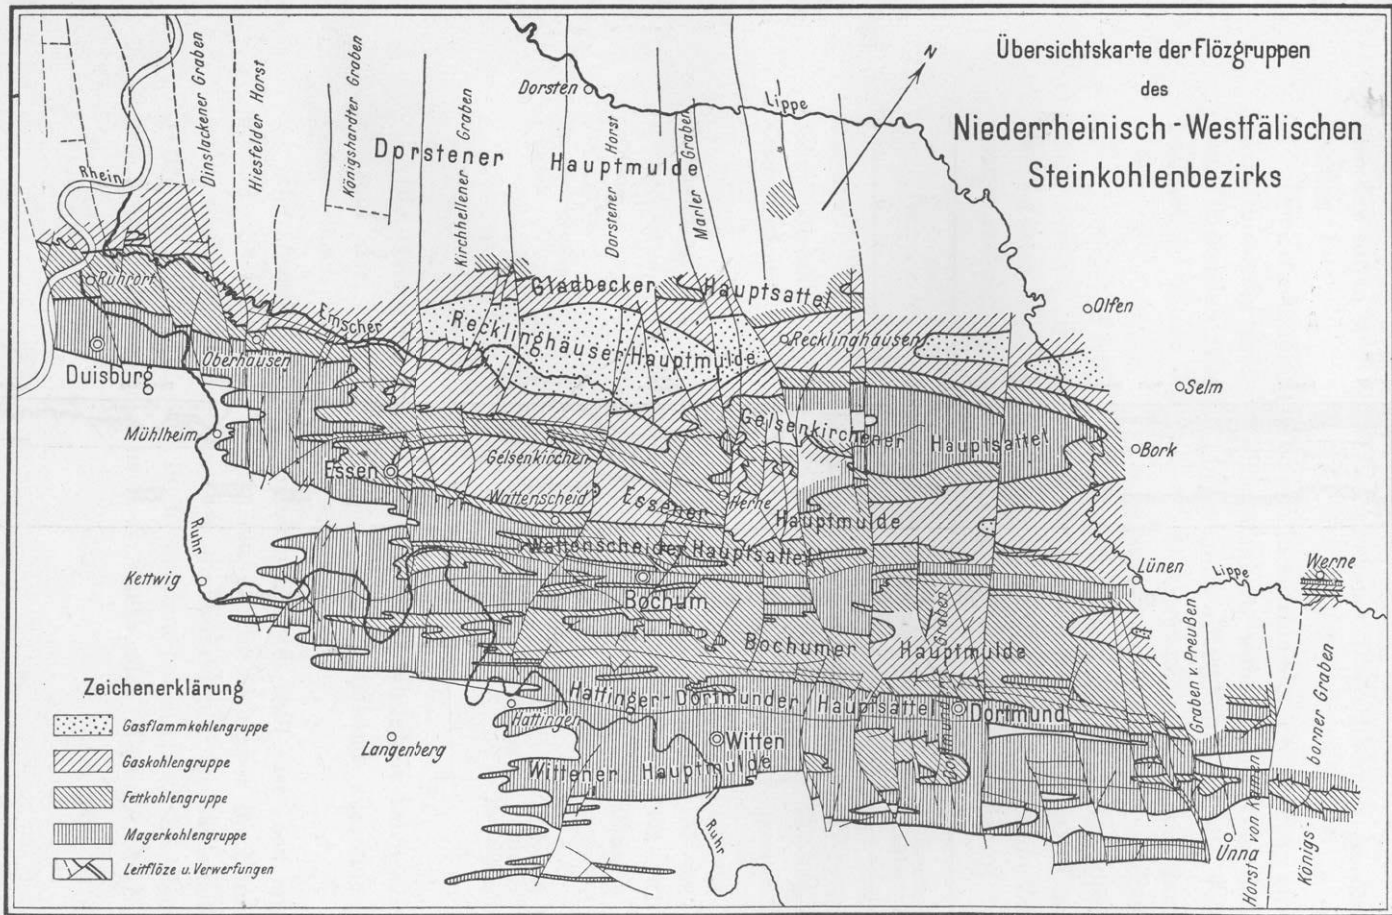 Übersichtskarte der Flözgruppen
des
Niederrheinisch-Westfälischen
Steinkohlenbezirks
N
Dinslackener Graben
Hiesfelder Horst
Königshardter Graben
Kirchhellener Graben
Dorstener Horst
Marler Graben
Dorsten
Lippe
Rhein
Dorstener Hauptmulde
Ruhrort
Gladbecker Hauptsattel
Olfen
Emscher
Recklinghäuser Hauptmulde
Recklinghausen
Oberhausen
Duisburg
Selm
Mühlheim
Gelsenkirchener Hauptsattel
Bork
Gelsenkirchen
Essen
Wattenscheid
Essener Hauptmulde
Herne
Ruhr
Wattenscheider Hauptsattel
Kettwig
Lünen
Lippe
Werne
Bochum
Bochumer Hauptmulde
Graben v. Preußen
Zeichenerklärung
Gasflammkohlengruppe
Gaskohlengruppe
Fettkohlengruppe
Magerkohlengruppe
Leitflöze u. Verwerfungen
Hattinger-Dortmunder Hauptsattel
Dortmund
Hattingen
Langenberg
Witten
Wittener Hauptmulde
Dortmunder Graben
Ruhr
Unna
Horst von Kamen
Königs-borner Graben